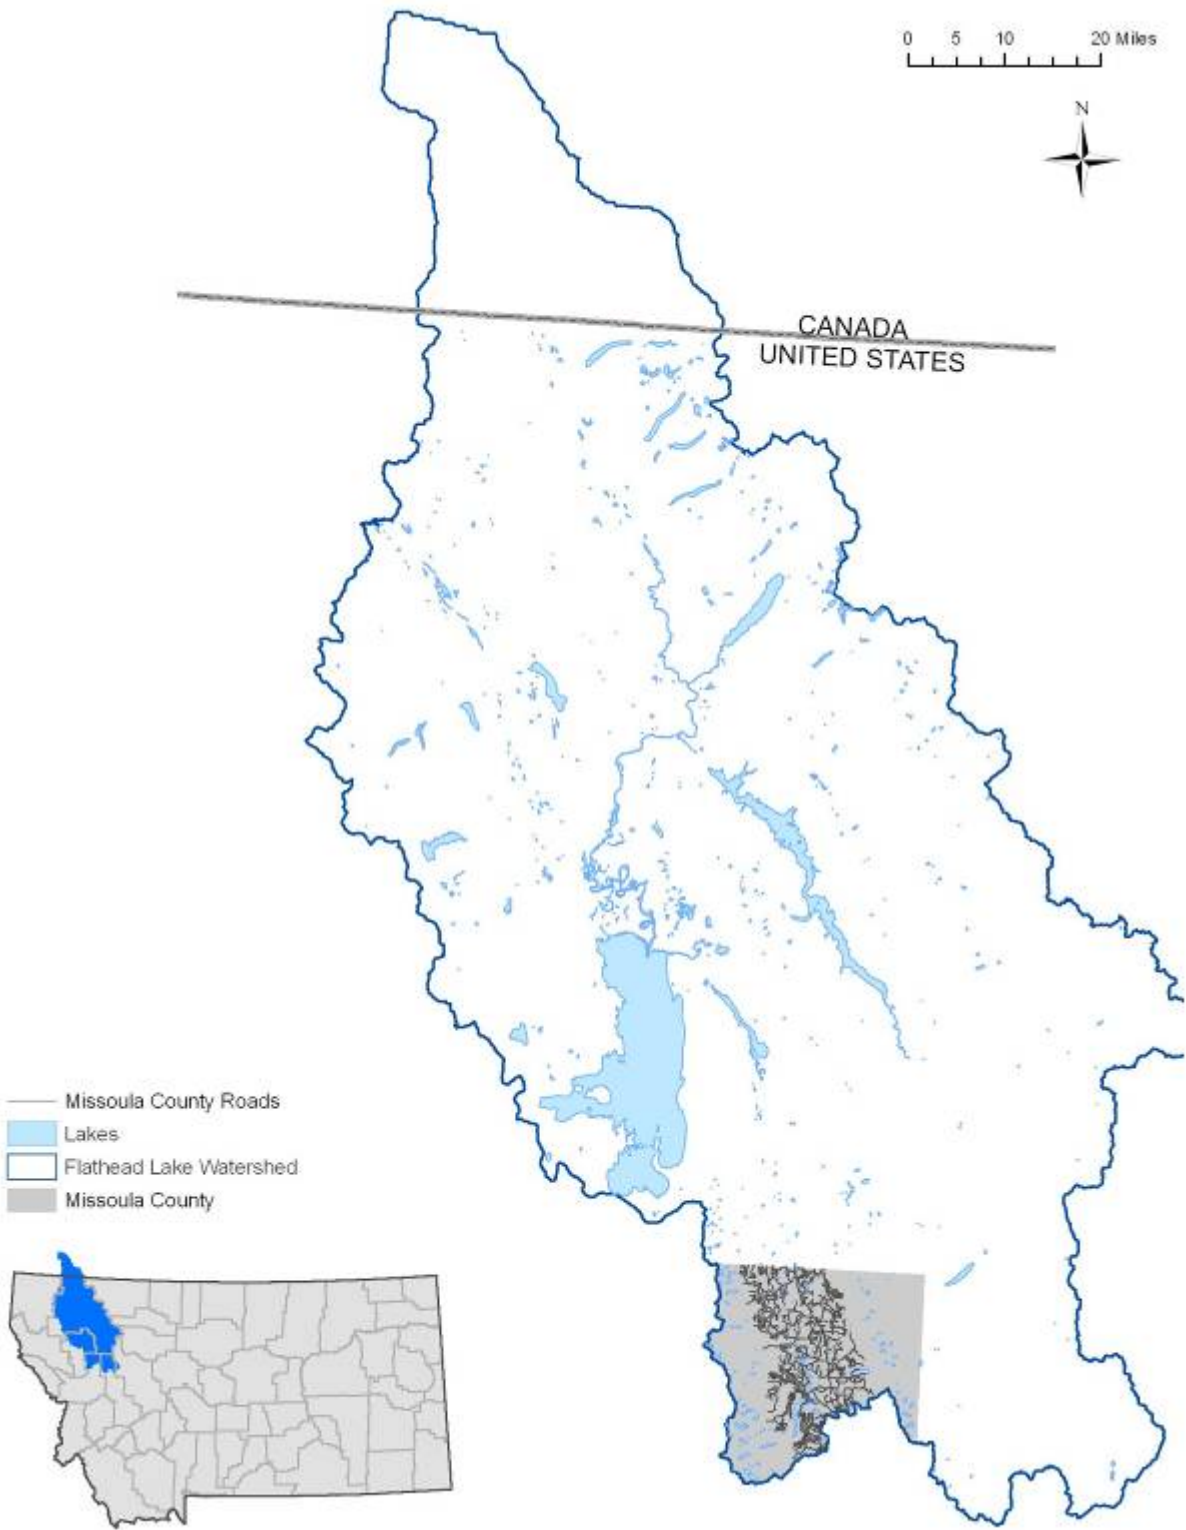 0 5 10 20 Miles
N
CANADA
UNITED STATES
Missoula County Roads
Lakes
Flathead Lake Watershed
Missoula County